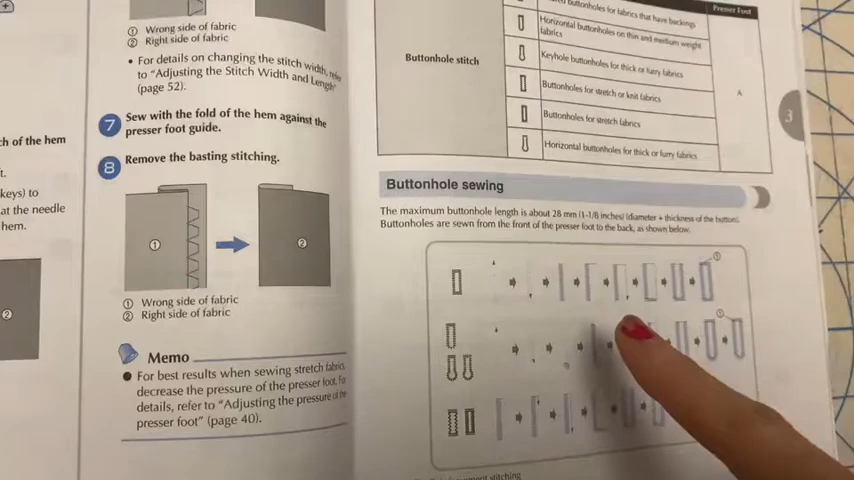 ch of the hem
t.
keys) to
at the needle
hem.
②
① Wrong side of fabric
② Right side of fabric
• For details on changing the stitch width, refer
to “Adjusting the Stitch Width and Length”
(page 52).
7 Sew with the fold of the hem against the
presser foot guide.
8 Remove the basting stitching.
① ②
① Wrong side of fabric
② Right side of fabric
Memo
● For best results when sewing stretch fabrics,
decrease the pressure of the presser foot. For
details, refer to “Adjusting the pressure of the
presser foot” (page 40).
Presser Foot
Buttonhole stitch
buttonholes for fabrics that have backings
Horizontal buttonholes on thin and medium weight
fabrics
Keyhole buttonholes for thick or furry fabrics
Buttonholes for stretch or knit fabrics
Buttonholes for stretch fabrics
Horizontal buttonholes for thick or furry fabrics
A
3
Buttonhole sewing
The maximum buttonhole length is about 28 mm (1-1/8 inches) (diameter + thickness of the button).
Buttonholes are sewn from the front of the presser foot to the back, as shown below.
①
①
stitching